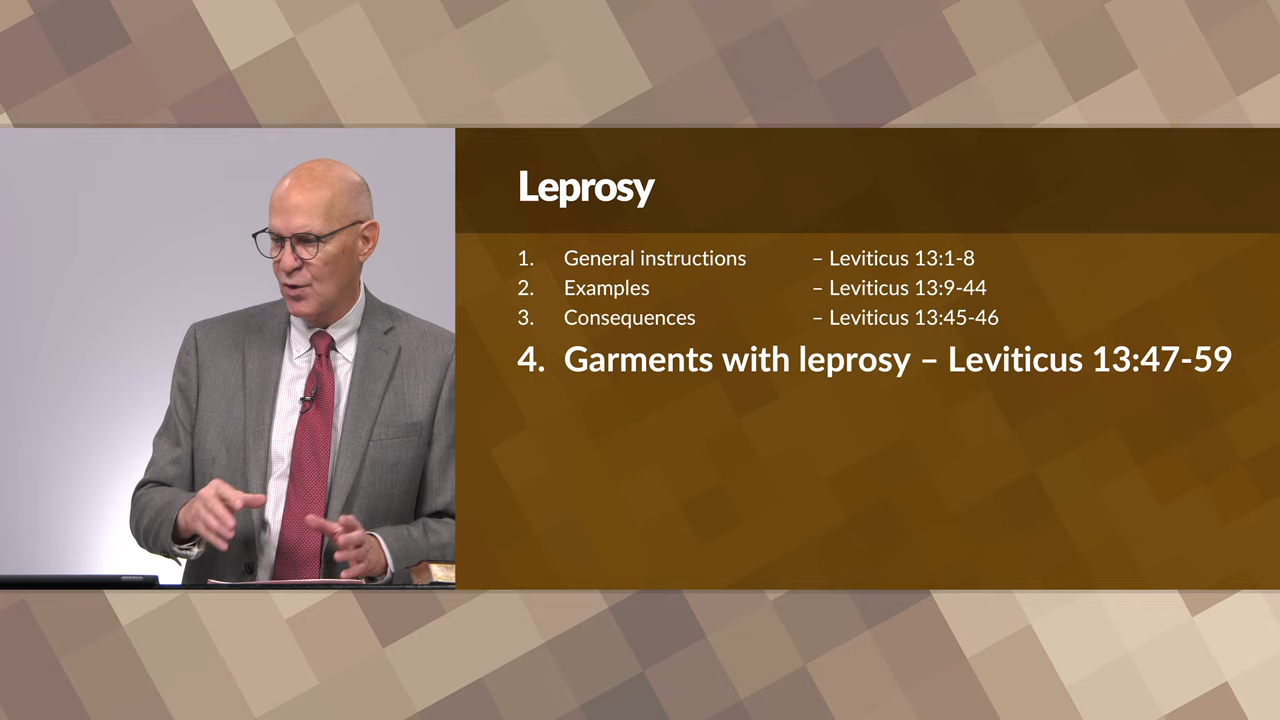 Leprosy
1. General instructions – Leviticus 13:1-8
2. Examples – Leviticus 13:9-44
3. Consequences – Leviticus 13:45-46
4. Garments with leprosy – Leviticus 13:47-59